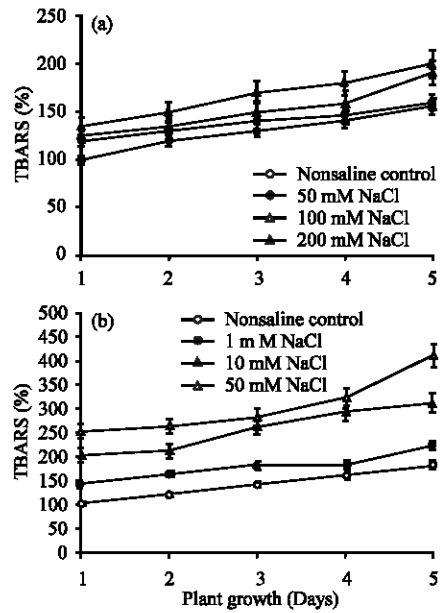 (a)
TBARS (%)
250
200
150
100
50
0
Nonsaline control
50 mM NaCl
100 mM NaCl
200 mM NaCl
1 2 3 4 5
(b)
TBARS (%)
500
450
400
350
300
250
200
150
100
50
0
Nonsaline control
1 m M NaCl
10 mM NaCl
50 mM NaCl
1 2 3 4 5
Plant growth (Days)